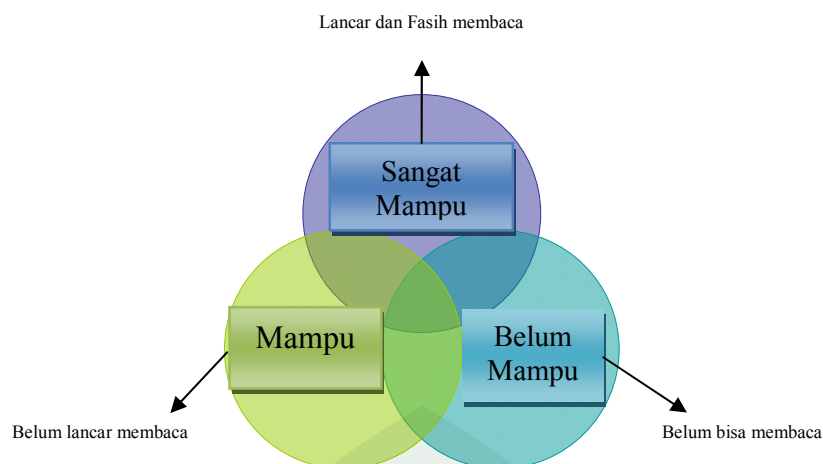 Lancar dan Fasih membaca
Sangat
Mampu
Mampu
Belum
Mampu
Belum lancar membaca
Belum bisa membaca